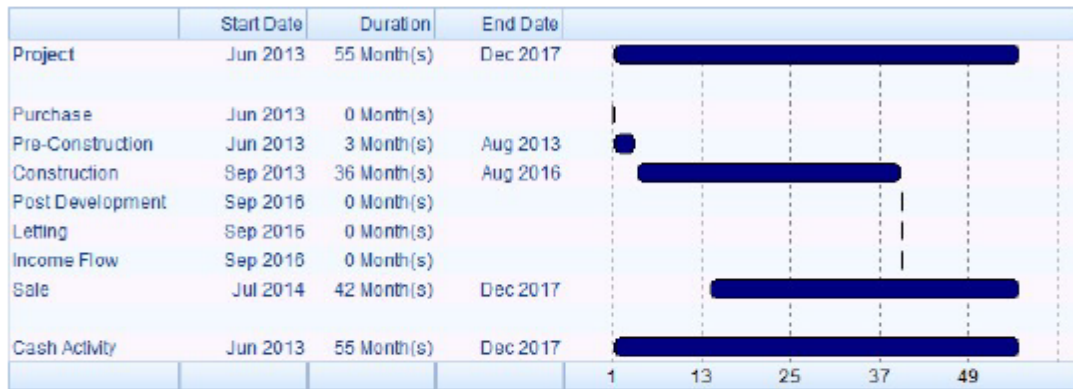 Start Date Duration End Date
Project Jun 2013 55 Month(s) Dec 2017
Purchase Jun 2013 0 Month(s)
Pre-Construction Jun 2013 3 Month(s) Aug 2013
Construction Sep 2013 36 Month(s) Aug 2016
Post Development Sep 2016 0 Month(s)
Letting Sep 2016 0 Month(s)
Income Flow Sep 2016 0 Month(s)
Sale Jul 2014 42 Month(s) Dec 2017
Cash Activity Jun 2013 55 Month(s) Dec 2017
1 13 25 37 49